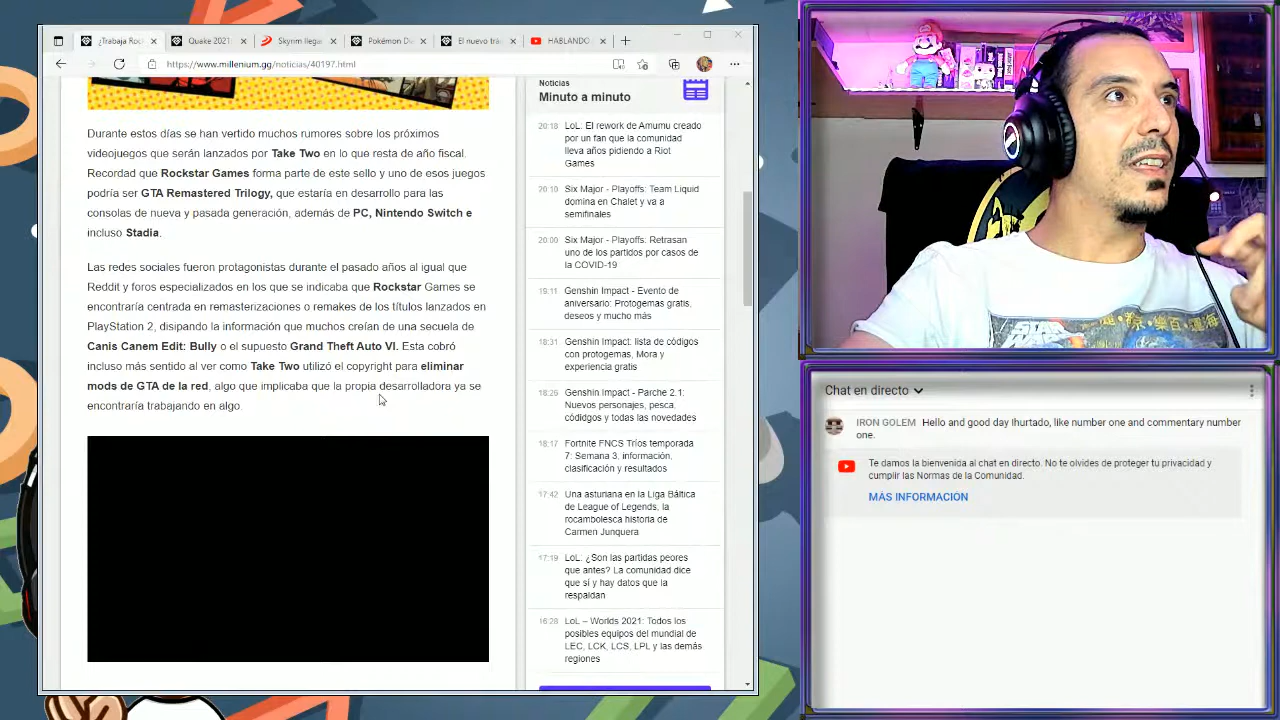 ¿Trabaja Roc
Quake 2021
Skyrim llega
Pokémon Di
El nuevo trá
HABLANDO
https://www.millenium.gg/noticias/40197.html
Durante estos días se han vertido muchos rumores sobre los próximos
videojuegos que serán lanzados por Take Two en lo que resta de año fiscal.
Recordad que Rockstar Games forma parte de este sello y uno de esos juegos
podría ser GTA Remastered Trilogy, que estaría en desarrollo para las
consolas de nueva y pasada generación, además de PC, Nintendo Switch e
incluso Stadia.
Las redes sociales fueron protagonistas durante el pasado años al igual que
Reddit y foros especializados en los que se indicaba que Rockstar Games se
encontraría centrada en remasterizaciones o remakes de los títulos lanzados en
PlayStation 2, disipando la información que muchos creían de una secuela de
Canis Canem Edit: Bully o el supuesto Grand Theft Auto VI. Esta cobró
incluso más sentido al ver como Take Two utilizó el copyright para eliminar
mods de GTA de la red, algo que implicaba que la propia desarrolladora ya se
encontraría trabajando en algo.
Noticias
Minuto a minuto
20:18 LoL: El rework de Amumu creado
por un fan que la comunidad
lleva años pidiendo a Riot
Games
20:10 Six Major - Playoffs: Team Liquid
domina en Chalet y va a
semifinales
20:00 Six Major - Playoffs: Retrasan
uno de los partidos por casos de
la COVID-19
19:11 Genshin Impact - Evento de
aniversario: Protogemas gratis,
deseos y mucho más
18:31 Genshin Impact: lista de códigos
con protogemas, Mora y
experiencia gratis
18:26 Genshin Impact - Parche 2.1:
Nuevos personajes, pesca,
códidgos y todas las novedades
18:17 Fortnite FNCS Tríos temporada
7: Semana 3, información,
clasificación y resultados
17:42 Una asturiana en la Liga Báltica
de League of Legends, la
rocambolesca historia de
Carmen Junquera
17:19 LoL: ¿Son las partidas peores
que antes? La comunidad dice
que sí y hay datos que la
respaldan
16:28 LoL – Worlds 2021: Todos los
posibles equipos del mundial de
LEC, LCK, LCS, LPL y las demás
regiones
Chat en directo
IRON GOLEM Hello and good day lhurtado, like number one and commentary number
one.
Te damos la bienvenida al chat en directo. No te olvides de proteger tu privacidad y
cumplir las Normas de la Comunidad.
MÁS INFORMACIÓN